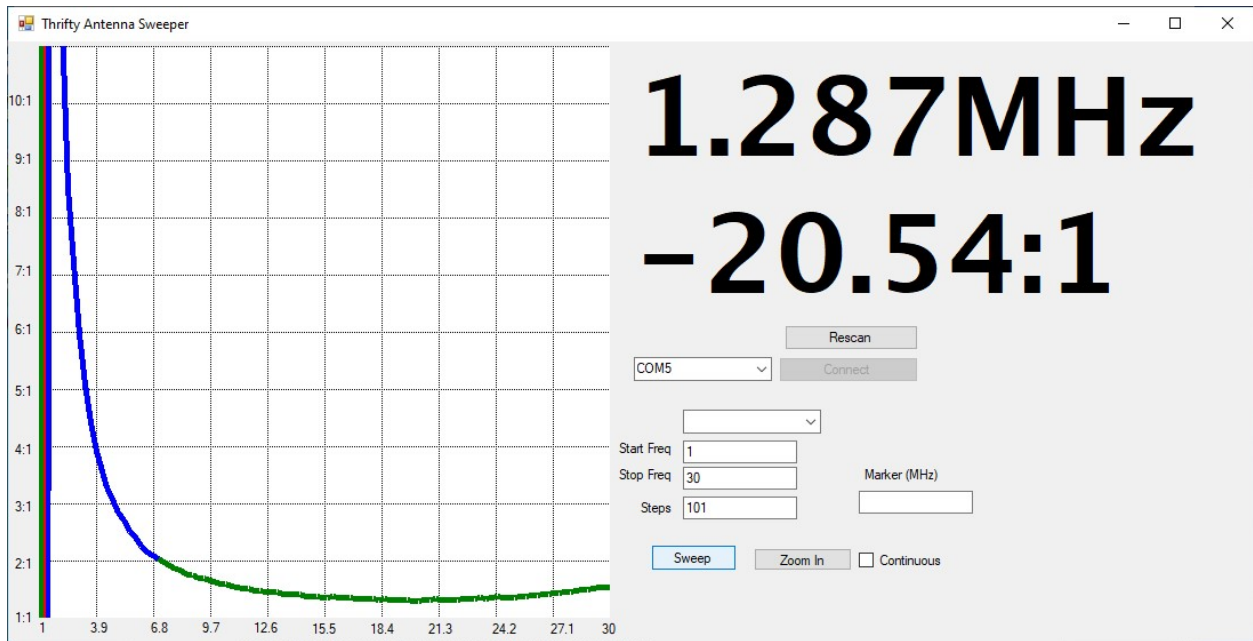 Thrifty Antenna Sweeper
10:1
9:1
8:1
7:1
6:1
5:1
4:1
3:1
2:1
1:1
1 3.9 6.8 9.7 12.6 15.5 18.4 21.3 24.2 27.1 30
1.287MHz
-20.54:1
Rescan
COM5 Connect
Start Freq 1
Stop Freq 30 Marker (MHz)
Steps 101
Sweep Zoom In Continuous